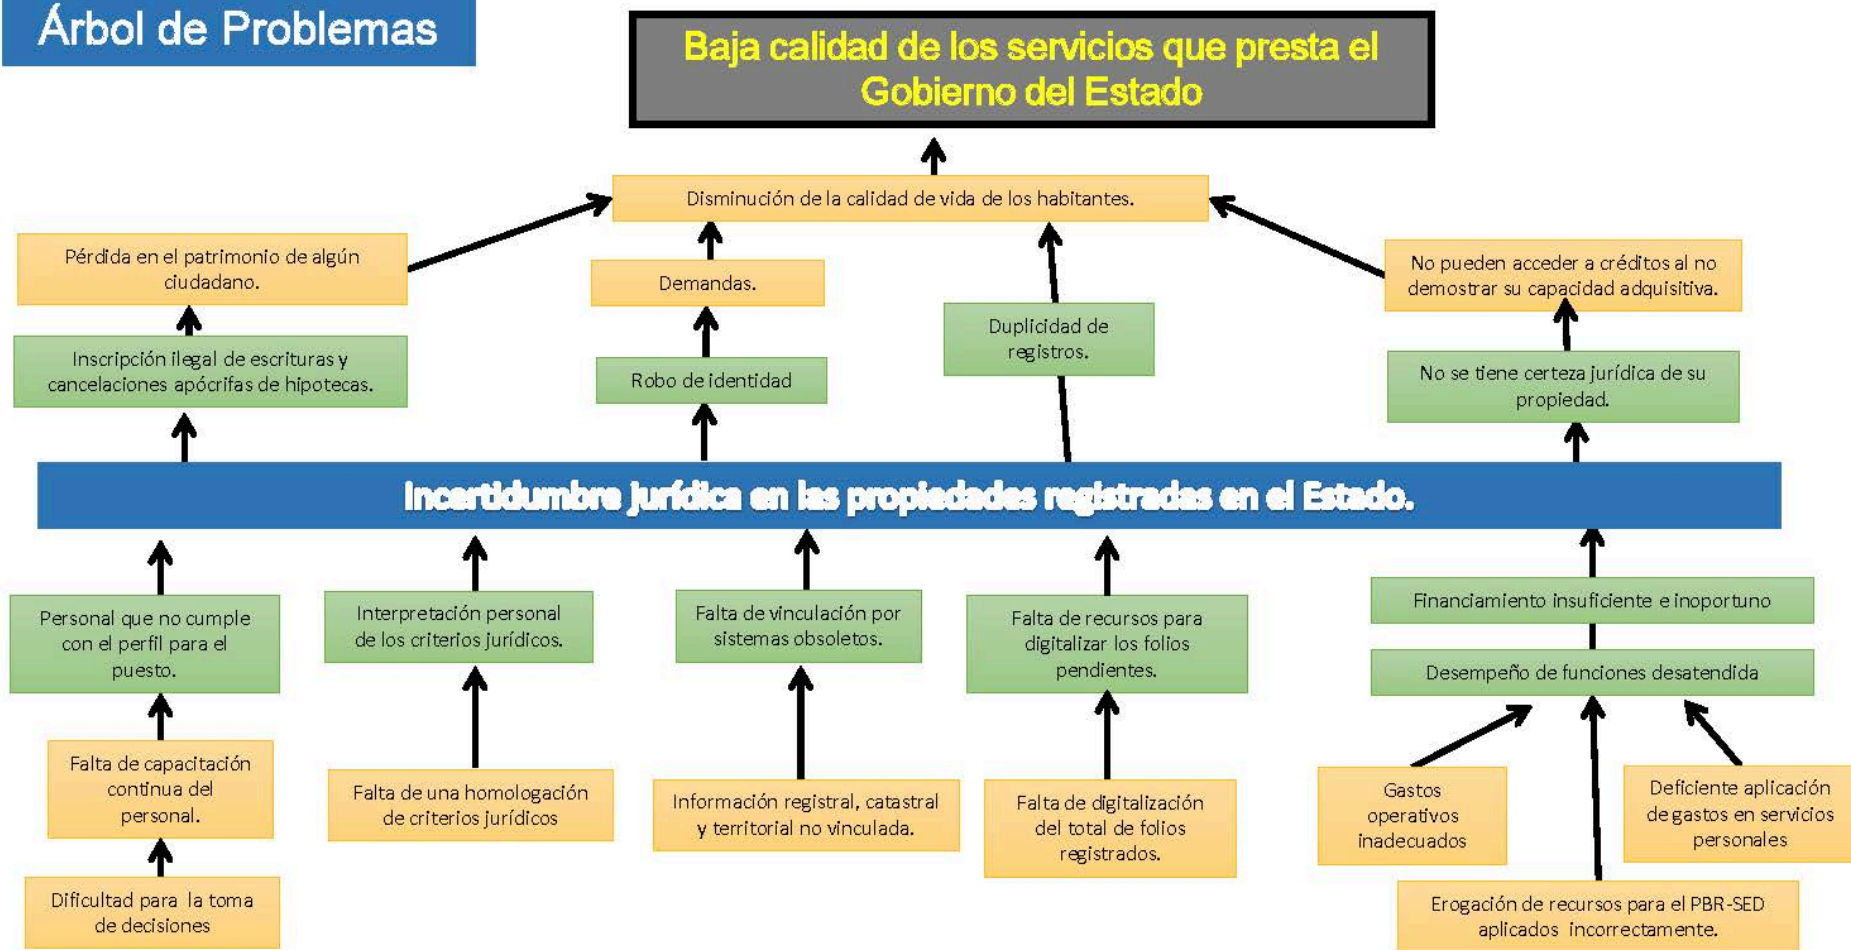 Árbol de Problemas
Baja calidad de los servicios que presta el
Gobierno del Estado
Disminución de la calidad de vida de los habitantes.
Pérdida en el patrimonio de algún
ciudadano.
Demandas.
No pueden acceder a créditos al no
demostrar su capacidad adquisitiva.
Inscripción ilegal de escrituras y
cancelaciones apócrifas de hipotecas.
Robo de identidad
Duplicidad de
registros.
No se tiene certeza jurídica de su
propiedad.
Incertidumbre jurídica en las propiedades registradas en el Estado.
Personal que no cumple
con el perfil para el
puesto.
Interpretación personal
de los criterios jurídicos.
Falta de vinculación por
sistemas obsoletos.
Falta de recursos para
digitalizar los folios
pendientes.
Financiamiento insuficiente e inoportuno
Desempeño de funciones desatendida
Falta de capacitación
continua del
personal.
Falta de una homologación
de criterios jurídicos
Información registral, catastral
y territorial no vinculada.
Falta de digitalización
del total de folios
registrados.
Gastos
operativos
inadecuados
Deficiente aplicación
de gastos en servicios
personales
Dificultad para la toma
de decisiones
Erogación de recursos para el PBR-SED
aplicados incorrectamente.